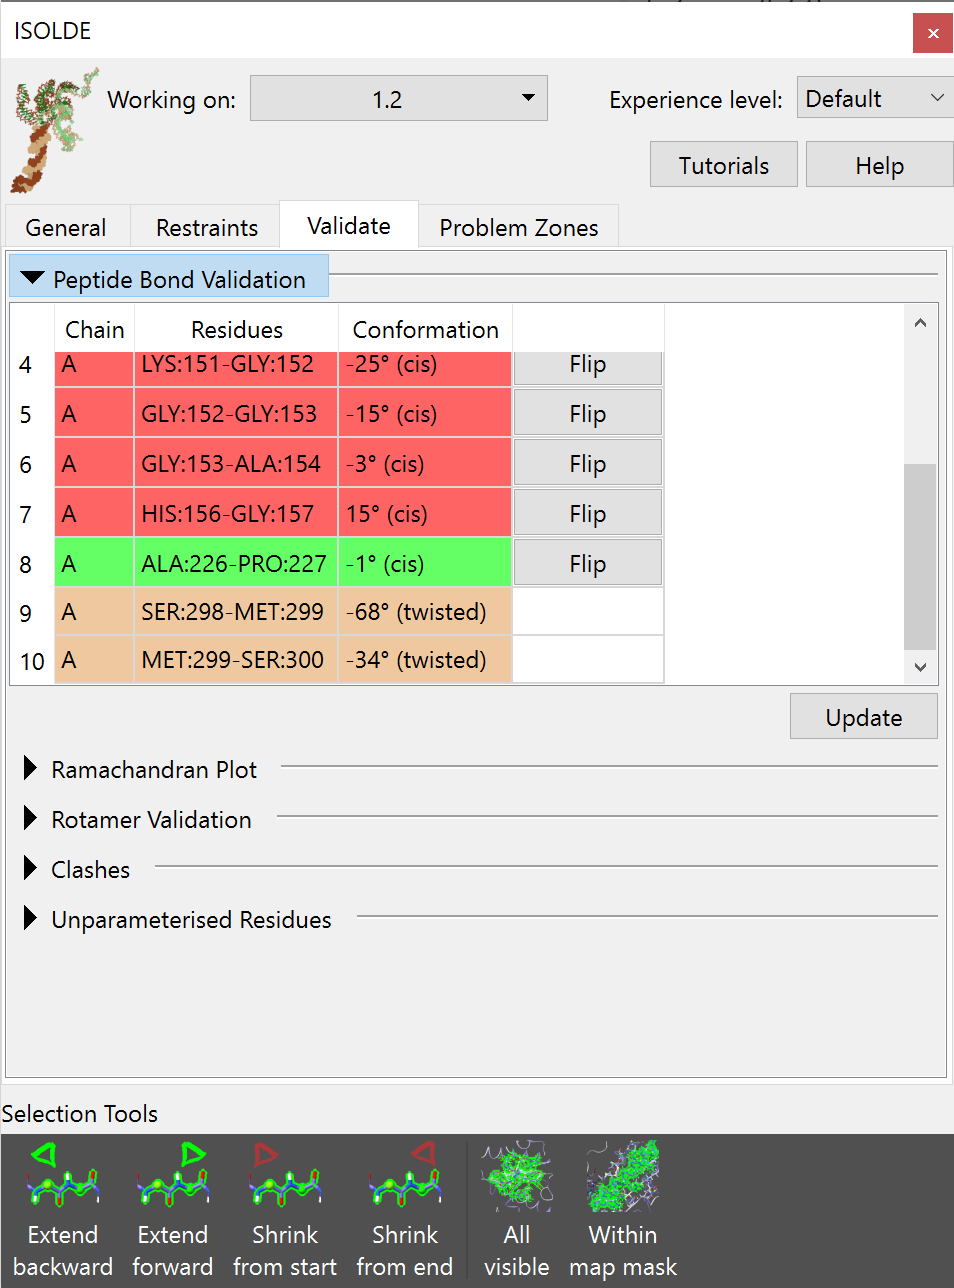 ISOLDE
Working on: 1.2 Experience level: Default
Tutorials Help
General Restraints Validate Problem Zones
Peptide Bond Validation
Chain Residues Conformation
4 A LYS:151-GLY:152 -25° (cis) Flip
5 A GLY:152-GLY:153 -15° (cis) Flip
6 A GLY:153-ALA:154 -3° (cis) Flip
7 A HIS:156-GLY:157 15° (cis) Flip
8 A ALA:226-PRO:227 -1° (cis) Flip
9 A SER:298-MET:299 -68° (twisted)
10 A MET:299-SER:300 -34° (twisted)
Update
Ramachandran Plot
Rotamer Validation
Clashes
Unparameterised Residues
Selection Tools
Extend Extend Shrink Shrink All Within
backward forward from start from end visible map mask